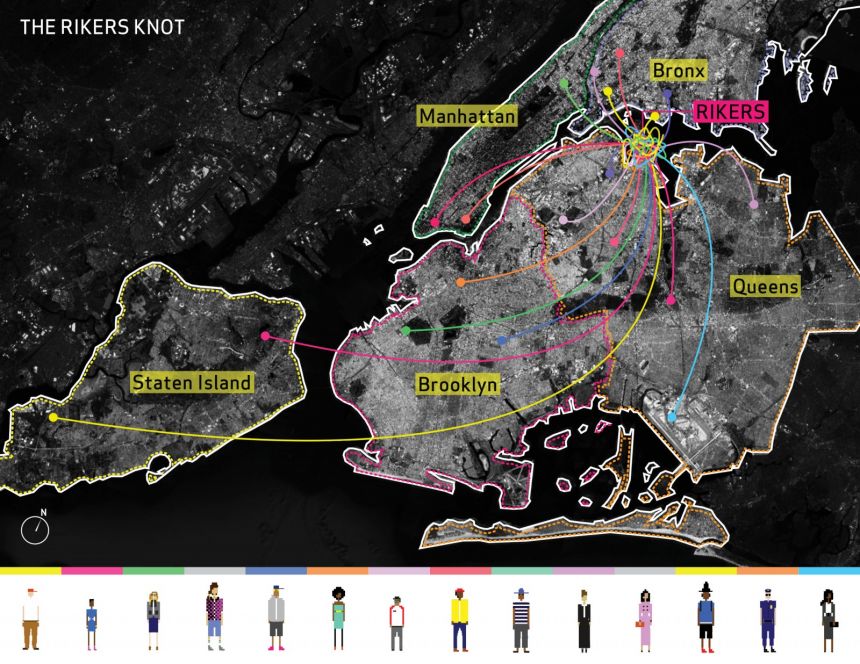 THE RIKERS KNOT
Bronx
Manhattan
RIKERS
Queens
Staten Island
Brooklyn
N